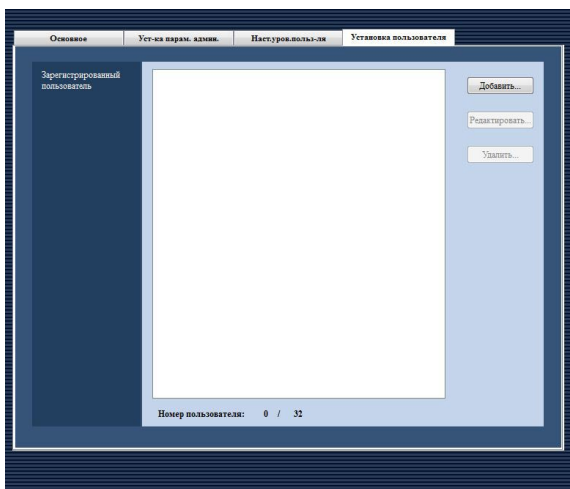 Основное Уст-ка парам. админ. Наст.уров.польз-ля Установка пользователя
Зарегистрированный
пользователь
Добавить...
Редактировать...
Удалить...
Номер пользователя: 0 / 32